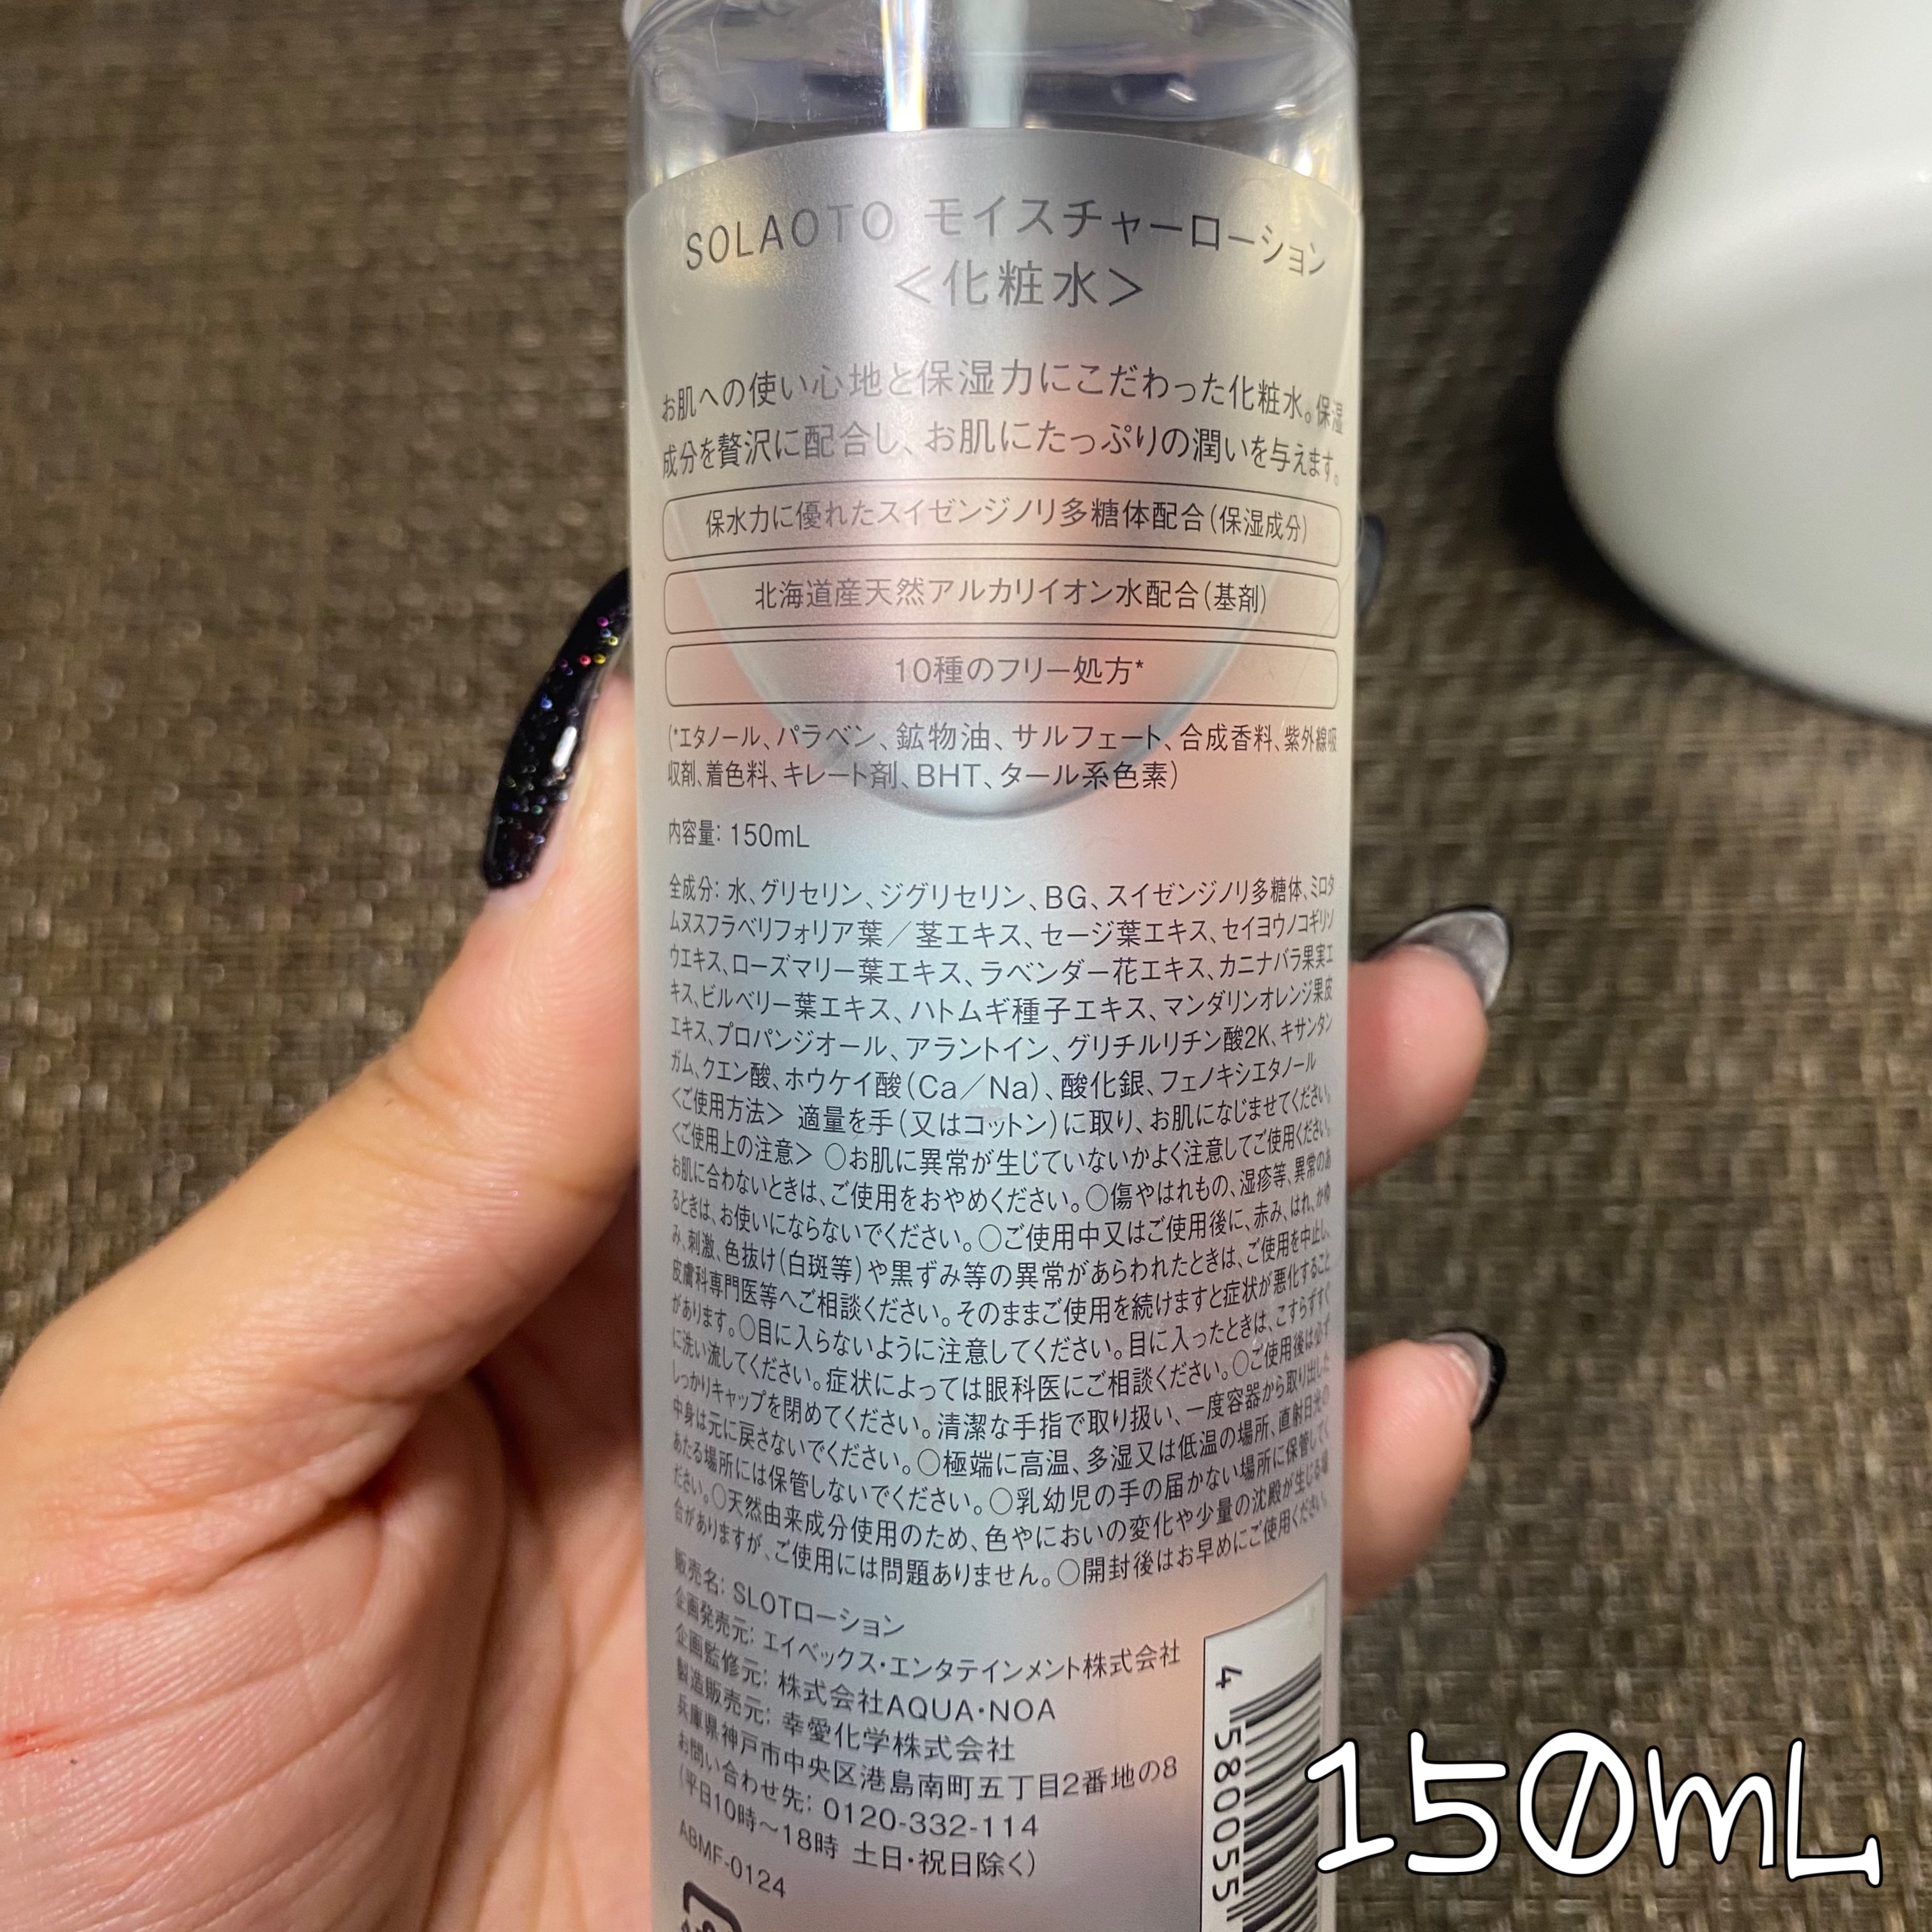 SOLAOTO モイスチャーローション
＜化粧水＞
お肌への使い心地と保湿力にこだわった化粧水。保湿
成分を贅沢に配合し、お肌にたっぷりの潤いを与えます。
保水力に優れたスイゼンジノリ多糖体配合(保湿成分)
北海道産天然アルカリイオン水配合(基剤)
10種のフリー処方*
(*エタノール、パラベン、鉱物油、サルフェート、合成香料、紫外線吸
収剤、着色料、キレート剤、BHT、タール系色素)
内容量: 150mL
全成分: 水、グリセリン、ジグリセリン、BG、スイゼンジノリ多糖体、ミロタ
ムヌスフラベリフォリア葉／茎エキス、セージ葉エキス、セイヨウノコギリソ
ウエキス、ローズマリー葉エキス、ラベンダー花エキス、カニナバラ果実エ
キス、ビルベリー葉エキス、ハトムギ種子エキス、マンダリンオレンジ果皮
エキス、プロパンジオール、アラントイン、グリチルリチン酸2K、キサンタン
ガム、クエン酸、ホウケイ酸(Ca／Na)、酸化銀、フェノキシエタノール
＜ご使用方法＞ 適量を手(又はコットン)に取り、お肌になじませてください。
＜ご使用上の注意＞ ○お肌に異常が生じていないかよく注意してご使用ください。
お肌に合わないときは、ご使用をおやめください。○傷やはれもの、湿疹等、異常のあ
るときは、お使いにならないでください。○ご使用中又はご使用後に、赤み、はれ、かゆ
み、刺激、色抜け(白斑等)や黒ずみ等の異常があらわれたときは、ご使用を中止し、
皮膚科専門医等へご相談ください。そのままご使用を続けますと症状が悪化すること
があります。○目に入らないように注意してください。目に入ったときは、こすらずすぐ
に洗い流してください。症状によっては眼科医にご相談ください。○ご使用後は必ず
しっかりキャップを閉めてください。清潔な手指で取り扱い、一度容器から取り出した
中身は元に戻さないでください。○極端に高温、多湿又は低温の場所、直射日光の
あたる場所には保管しないでください。○乳幼児の手の届かない場所に保管してく
ださい。○天然由来成分使用のため、色やにおいの変化や少量の沈殿が生じる場
合がありますが、ご使用には問題ありません。○開封後はお早めにご使用ください。
販売名: SLOTローション
企画発売元: エイベックス・エンタテインメント株式会社
企画監修元: 株式会社AQUA・NOA
製造販売元: 幸愛化学株式会社
兵庫県神戸市中央区港島南町五丁目2番地の8
お問い合わせ先: 0120-332-114
(平日10時〜18時 土日・祝日除く)
ABMF-0124
4 580055
150mL